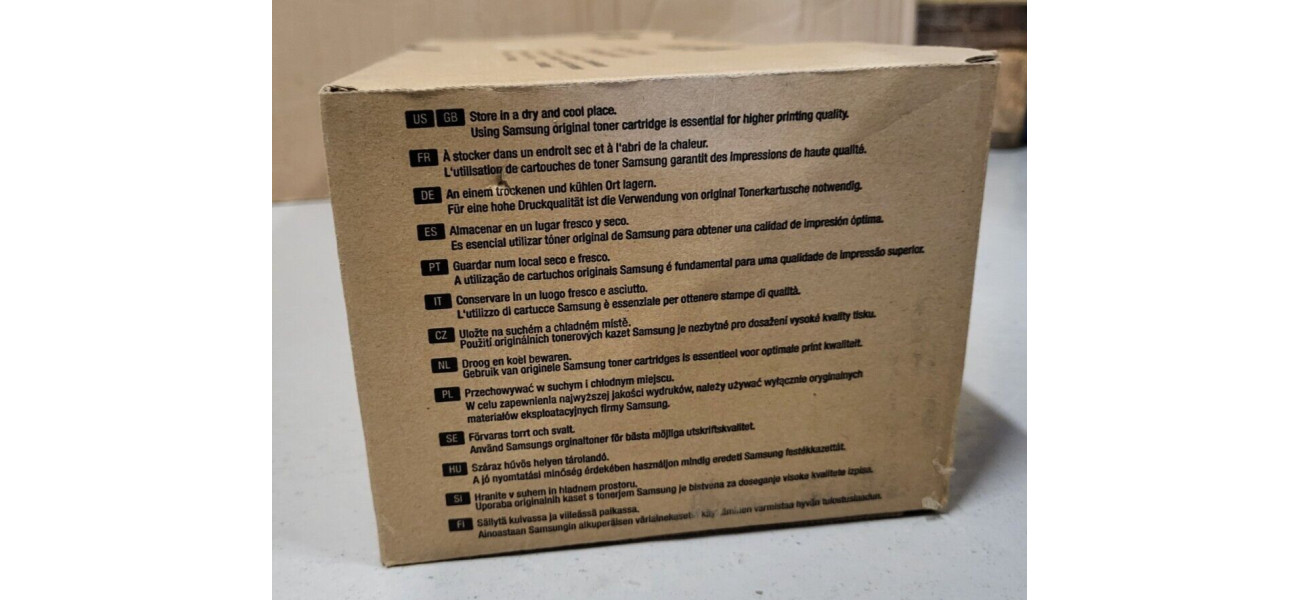 US GB Store in a dry and cool place.
Using Samsung original toner cartridge is essential for higher printing quality.
FR À stocker dans un endroit sec et à l'abri de la chaleur.
L'utilisation de cartouches de toner Samsung garantit des impressions de haute qualité.
DE An einem trockenen und kühlen Ort lagern.
Für eine hohe Druckqualität ist die Verwendung von original Tonerkartusche notwendig.
ES Almacenar en un lugar fresco y seco.
Es esencial utilizar tóner original de Samsung para obtener una calidad de impresión óptima.
PT Guardar num local seco e fresco.
A utilização de cartuchos originais Samsung é fundamental para uma qualidade de impressão superior.
IT Conservare in un luogo fresco e asciutto.
L'utilizzo di cartucce Samsung è essenziale per ottenere stampe di qualità.
CZ Uložte na suchém a chladném místě.
Použití originálních tonerových kazet Samsung je nezbytné pro dosažení vysoké kvality tisku.
NL Droog en koel bewaren.
Gebruik van originele Samsung toner cartridges is essentieel voor optimale print kwaliteit.
PL Przechowywać w suchym i chłodnym miejscu.
W celu zapewnienia najwyższej jakości wydruków, należy używać wyłącznie oryginalnych
materiałów eksploatacyjnych firmy Samsung.
SE Förvaras torrt och svalt.
Använd Samsungs orginaltoner för bästa möjliga utskriftskvalitet.
HU Száraz hűvös helyen tárolandó.
A jó nyomtatási minőség érdekében használjon mindig eredeti Samsung festékkazettát.
SI Hranite v suhem in hladnem prostoru.
Uporaba originalnih kaset s tonerjem Samsung je bistvena za doseganje visoke kvalitete izpisa.
FI Säilytä kuivassa ja viileässä paikassa.
Ainoastaan Samsungin alkuperäisen varmistaa hyvän tulostuslaadun.